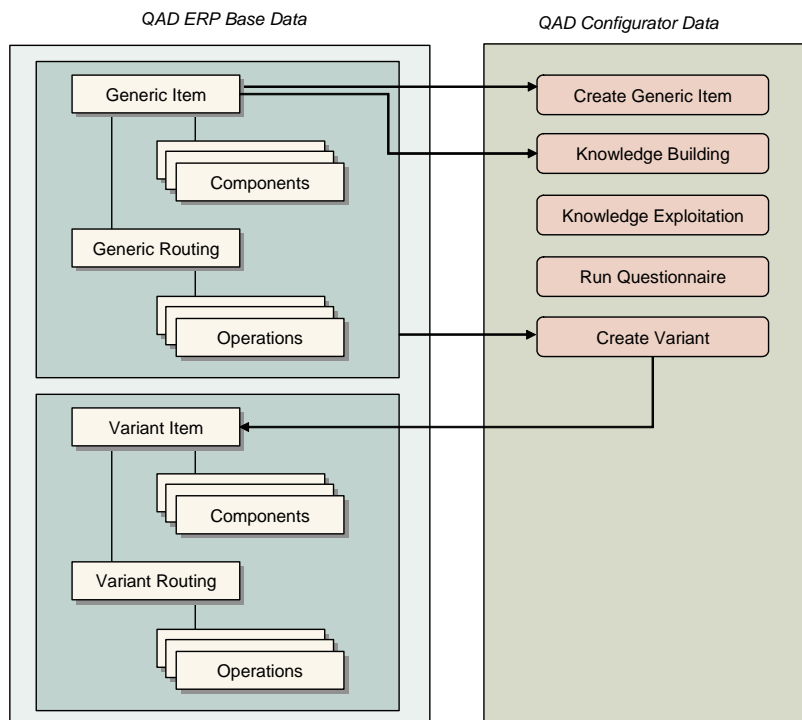 QAD ERP Base Data
QAD Configurator Data
Generic Item
Components
Generic Routing
Operations
Variant Item
Components
Variant Routing
Operations
Create Generic Item
Knowledge Building
Knowledge Exploitation
Run Questionnaire
Create Variant